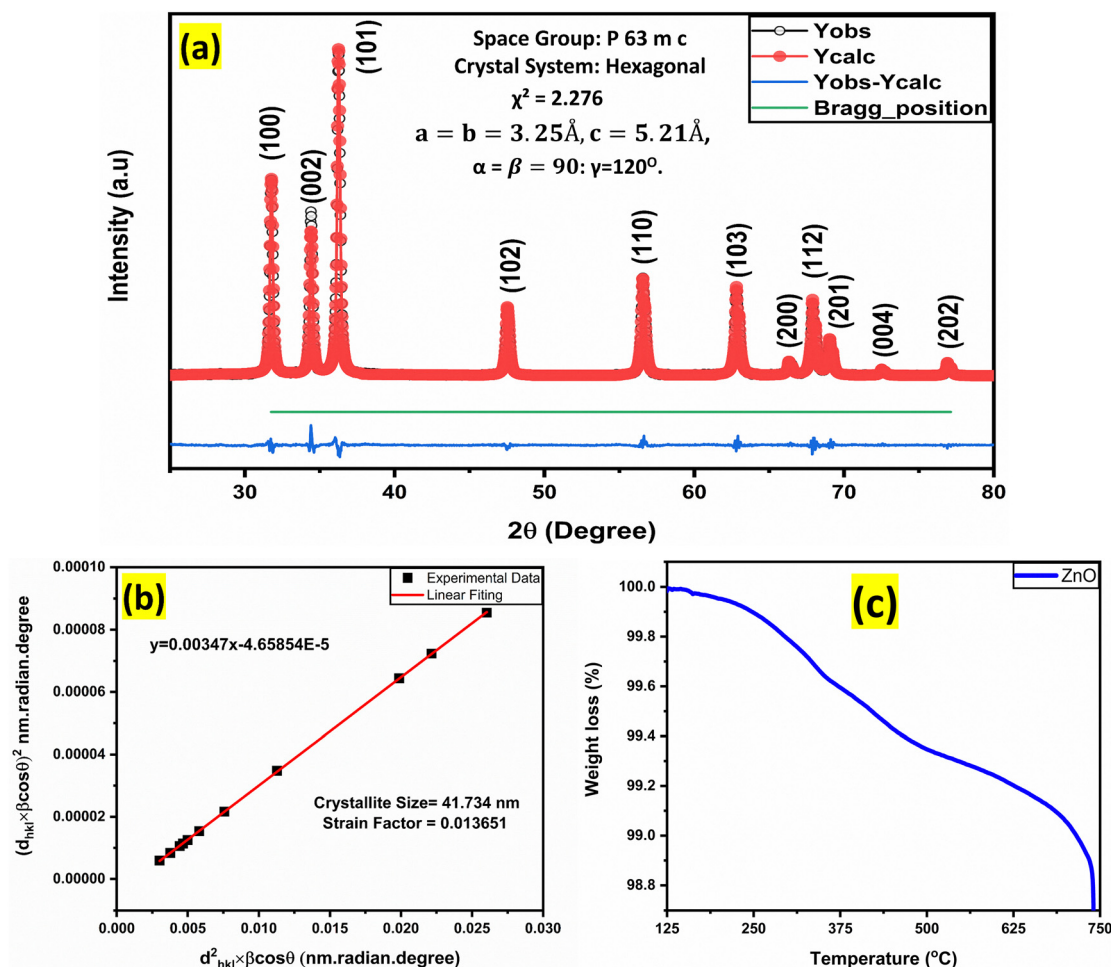 (a)
Space Group: P 63 m c
Crystal System: Hexagonal
χ² = 2.276
a = b = 3.25Å, c = 5.21Å,
α = β = 90: γ=120ᴼ.
Yobs
Ycalc
Yobs-Ycalc
Bragg_position
(100)
(002)
(101)
(102)
(110)
(103)
(200)
(112)
(201)
(004)
(202)
Intensity (a.u)
30 40 50 60 70 80
2θ (Degree)
(b)
Experimental Data
Linear Fiting
y=0.00347x-4.65854E-5
Crystallite Size= 41.734 nm
Strain Factor = 0.013651
0.00010
0.00008
0.00006
0.00004
0.00002
0.00000
(d_hkl×βcosθ)² nm.radian.degree
0.000 0.005 0.010 0.015 0.020 0.025 0.030
d²_hkl×βcosθ (nm.radian.degree)
(c)
ZnO
100.0
99.8
99.6
99.4
99.2
99.0
98.8
Weight loss (%)
125 250 375 500 625 750
Temperature (ᴼC)